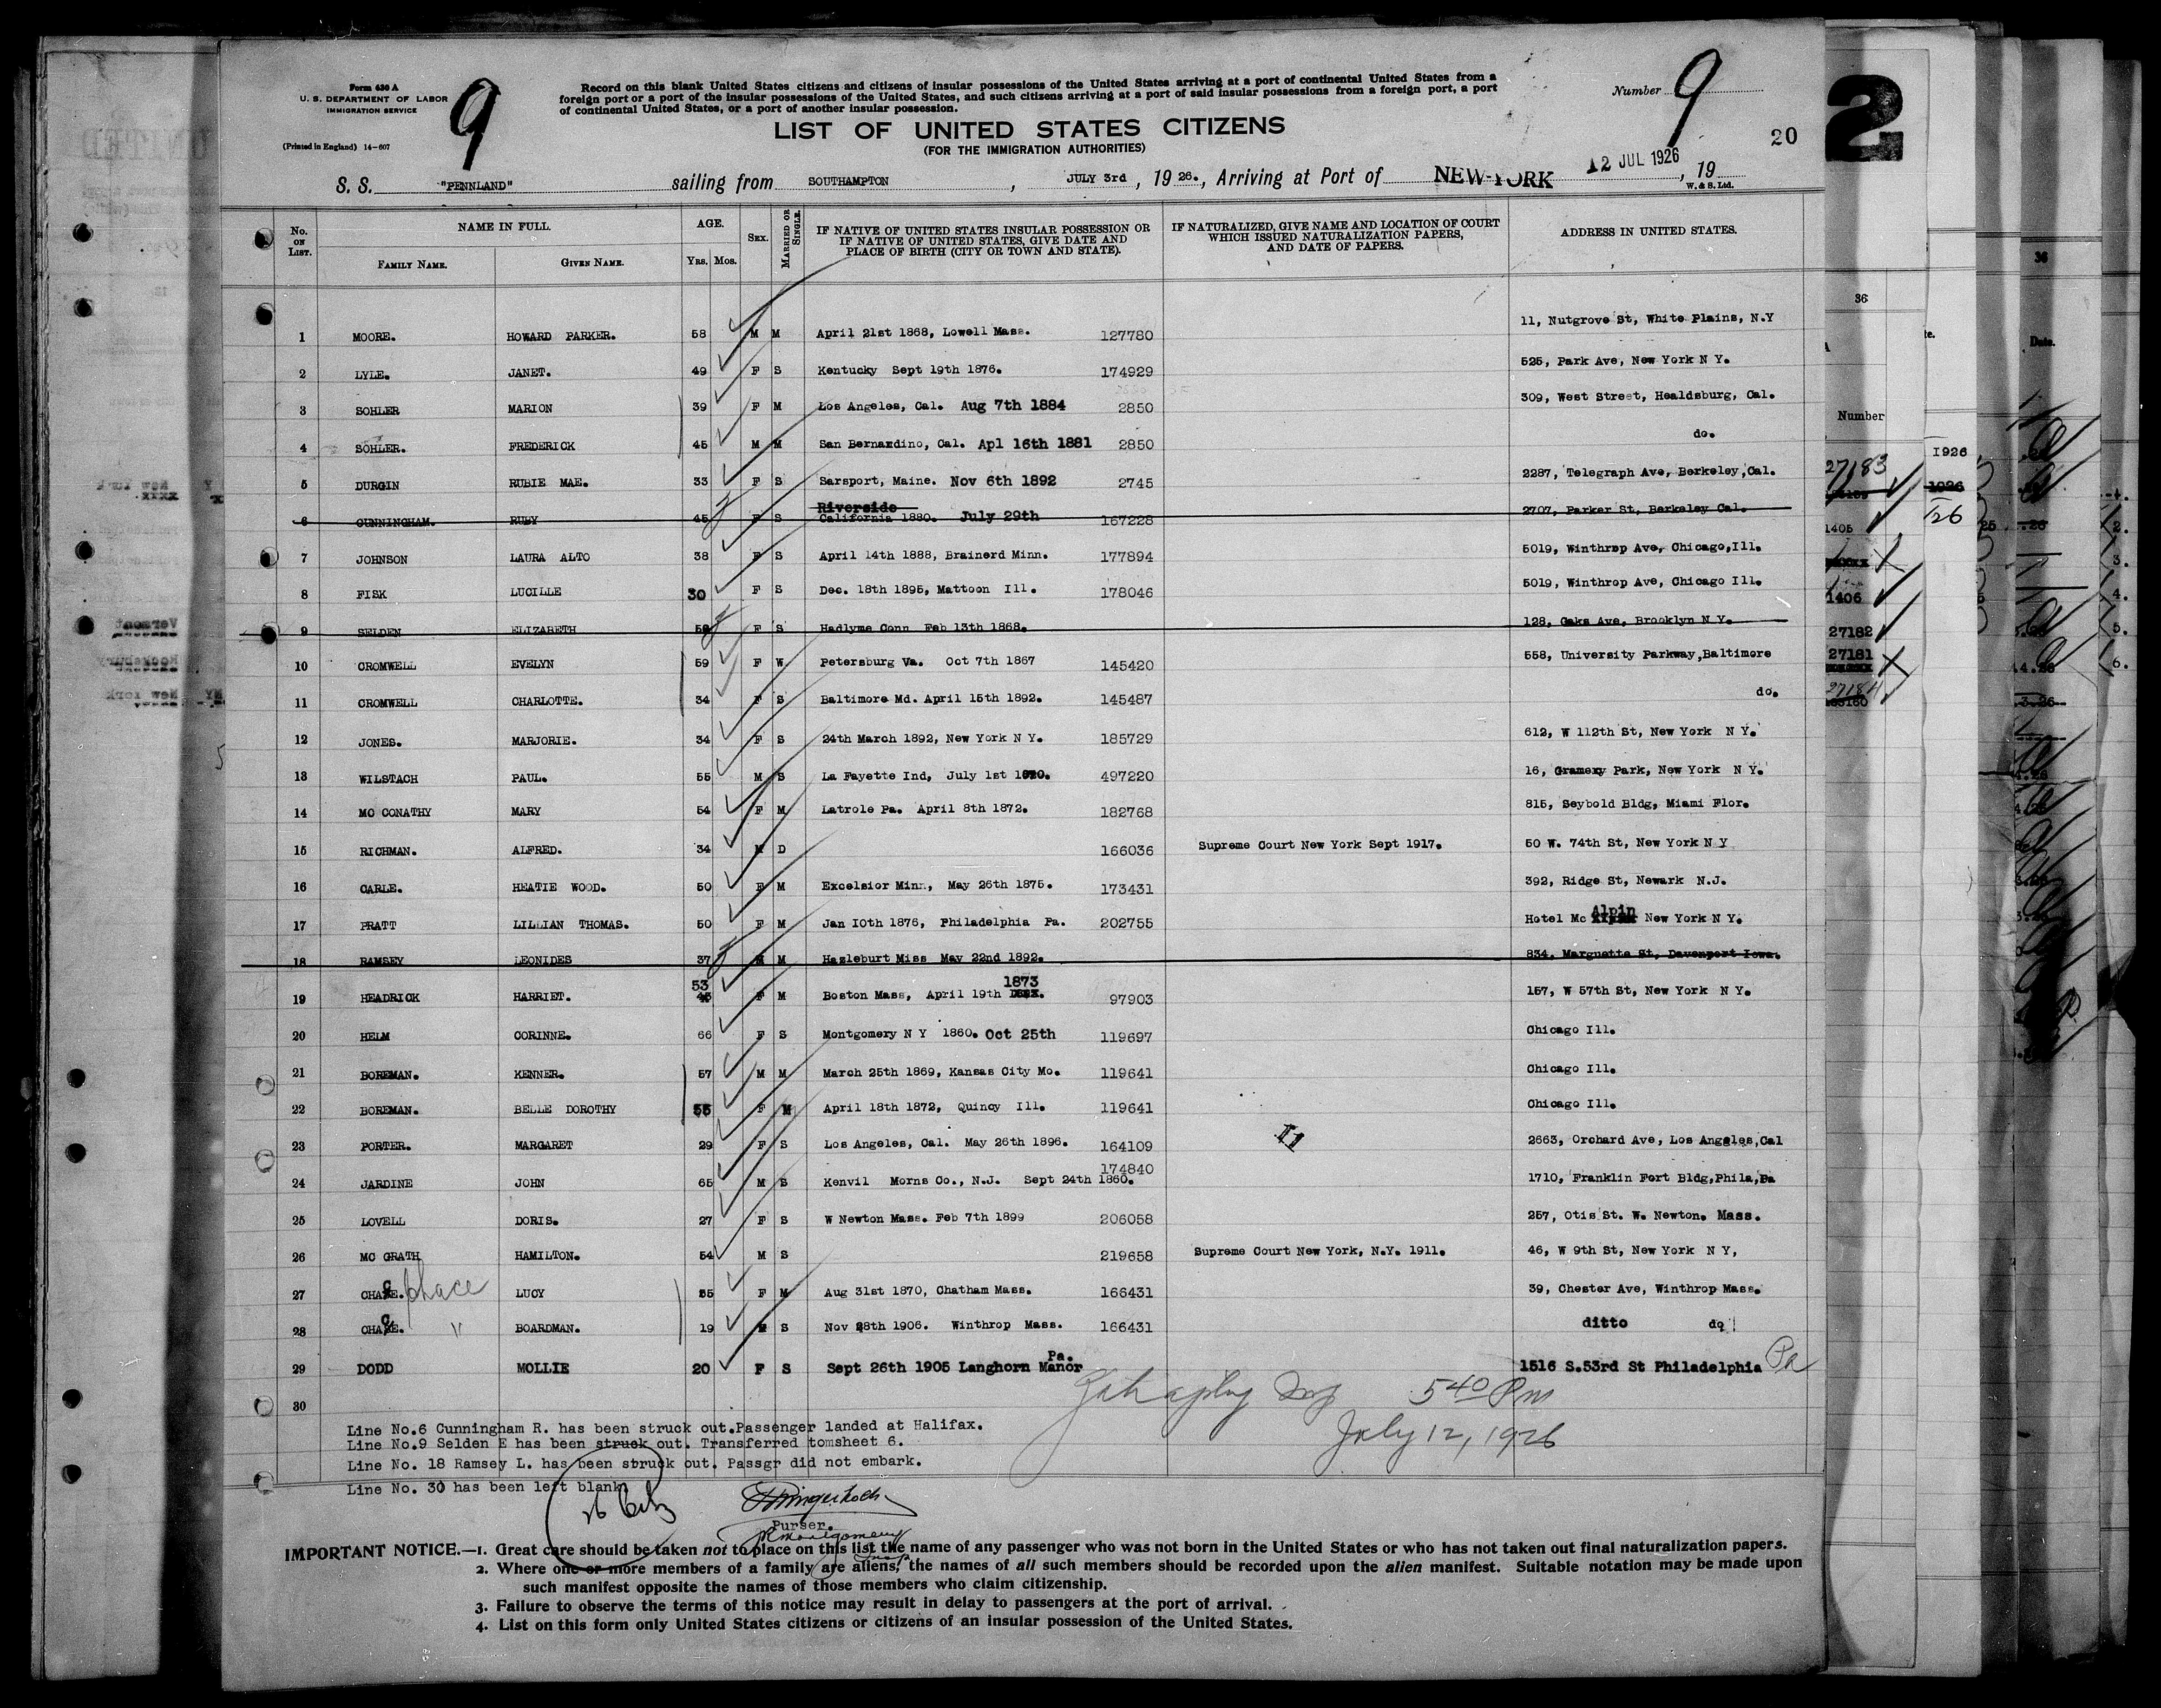 Form 630 A
U. S. DEPARTMENT OF LABOR
IMMIGRATION SERVICE
(Printed in England) 14-607
9
Record on this blank United States citizens and citizens of insular possessions of the United States arriving at a port of continental United States from a
foreign port or a port of the insular possessions of the United States, and such citizens arriving at a port of said insular possessions from a foreign port, a port
of continental United States, or a port of another insular possession.
Number 9
2
LIST OF UNITED STATES CITIZENS
(FOR THE IMMIGRATION AUTHORITIES)
20
S. S. "PENNLAND" sailing from SOUTHAMPTON, JULY 3rd, 19 26., Arriving at Port of NEW-YORK 12 JUL 1926, 19
W. & S. Ltd.
No. ON LIST. NAME IN FULL. FAMILY NAME. GIVEN NAME. AGE. Yrs. Mos. SEX. MARRIED OR SINGLE.
IF NATIVE OF UNITED STATES INSULAR POSSESSION OR
IF NATIVE OF UNITED STATES, GIVE DATE AND
PLACE OF BIRTH (CITY OR TOWN AND STATE).
IF NATURALIZED, GIVE NAME AND LOCATION OF COURT
WHICH ISSUED NATURALIZATION PAPERS,
AND DATE OF PAPERS.
ADDRESS IN UNITED STATES.
1 MOORE. HOWARD PARKER. 58 M M April 21st 1868, Lowell Mass. 127780 11, Nutgrove St, White Plains, N.Y
2 LYLE. JANET. 49 F S Kentucky Sept 19th 1876. 174929 525, Park Ave, New York N Y.
3 SOHLER MARION 39 F M Los Angeles, Cal. Aug 7th 1884 2850 309, West Street, Healdsburg, Cal.
4 SOHLER. FREDERICK 45 M M San Bernardino, Cal. Apl 16th 1881 2850 do.
5 DURGIN RUBIE MAE. 33 F S Sarsport, Maine. Nov 6th 1892 2745 2287, Telegraph Ave, Berkeley,Cal.
6 CUNNINGHAM. RUBY 45 F S Riverside California 1880. July 29th 167228 2707, Parker St, Berkeley Cal.
7 JOHNSON LAURA ALTO 38 F S April 14th 1888, Brainerd Minn. 177894 5019, Winthrop Ave, Chicago,Ill.
8 FISK LUCILLE 30 F S Dec. 18th 1895, Mattoon Ill. 178046 5019, Winthrop Ave, Chicago Ill.
9 SELDEN ELIZABETH 58 F S Hadlyme Conn Feb 13th 1868. 128, Oaks Ave, Brooklyn N Y.
10 CROMWELL EVELYN 59 F W Petersburg Va. Oct 7th 1867 145420 558, University Parkway,Baltimore
11 CROMWELL CHARLOTTE. 34 F S Baltimore Md. April 15th 1892. 145487 do.
12 JONES. MARJORIE. 34 F S 24th March 1892, New York N Y. 185729 612, W 112th St, New York N Y.
13 WILSTACH PAUL. 55 M S La Fayette Ind, July 1st 1870. 497220 16, Gramery Park, New York N Y.
14 MC CONATHY MARY 54 F M Latrole Pa. April 8th 1872. 182768 815, Seybold Bldg, Miami Flor.
15 RICHMAN. ALFRED. 34 M D 166036 Supreme Court New York Sept 1917. 50 W. 74th St, New York N Y
16 CARLE. HEATIE WOOD. 50 F M Excelsior Minn, May 26th 1875. 173431 392, Ridge St, Newark N.J.
17 PRATT LILLIAN THOMAS. 50 F M Jan 10th 1876, Philadelphia Pa. 202755 Hotel Mc Alpin New York N Y.
18 RAMSEY LEONIDES 37 M M Hazleburt Miss May 22nd 1892. 834, Marguette St, Davenport Iowa.
19 HEADRICK HARRIET. 53 45 F M Boston Mass, April 19th 1873 97903 157, W 57th St, New York N Y.
20 HELM CORINNE. 66 F S Montgomery N Y 1860. Oct 25th 119697 Chicago Ill.
21 BOREMAN. KENNER. 57 M M March 25th 1869, Kansas City Mo. 119641 Chicago Ill.
22 BOREMAN. BELLE DOROTHY 55 F M April 18th 1872, Quincy Ill. 119641 Chicago Ill.
23 PORTER. MARGARET 29 F S Los Angeles, Cal. May 26th 1896. 164109 2663, Orchard Ave, Los Angeles,Cal
24 JARDINE JOHN 65 M S Kenvil Morns Co., N.J. Sept 24th 1860. 174840 1710, Franklin Fort Bldg,Phila,Pa
25 LOVELL DORIS. 27 F S W Newton Mass. Feb 7th 1899 206058 257, Otis St. W. Newton. Mass.
26 MC GRATH HAMILTON. 54 M S 219658 Supreme Court New York, N.Y. 1911. 46, W 9th St, New York N Y,
27 CHACE. Chace LUCY 55 F M Aug 31st 1870, Chatham Mass. 166431 39, Chester Ave, Winthrop Mass.
28 CHACE. " BOARDMAN. 19 M S Nov 28th 1906. Winthrop Mass. 166431 ditto do
29 DODD MOLLIE 20 F S Sept 26th 1905 Langhorn Manor Pa. 1516 S.53rd St Philadelphia Pa
30
5 40 Pm
July 12, 1926
Line No.6 Cunningham R. has been struck out.Passenger landed at Halifax.
Line No.9 Selden E has been struck out. Transferred tomsheet 6.
Line No. 18 Ramsey L. has been struck out. Passgr did not embark.
Line No. 30 has been left blank.
Purser.
IMPORTANT NOTICE.—1. Great care should be taken not to place on this list the name of any passenger who was not born in the United States or who has not taken out final naturalization papers.
2. Where one or more members of a family are aliens, the names of all such members should be recorded upon the alien manifest. Suitable notation may be made upon
such manifest opposite the names of those members who claim citizenship.
3. Failure to observe the terms of this notice may result in delay to passengers at the port of arrival.
4. List on this form only United States citizens or citizens of an insular possession of the United States.
36
Number
27183
1405
1406
27182
27181
27184
1926
36
Date.